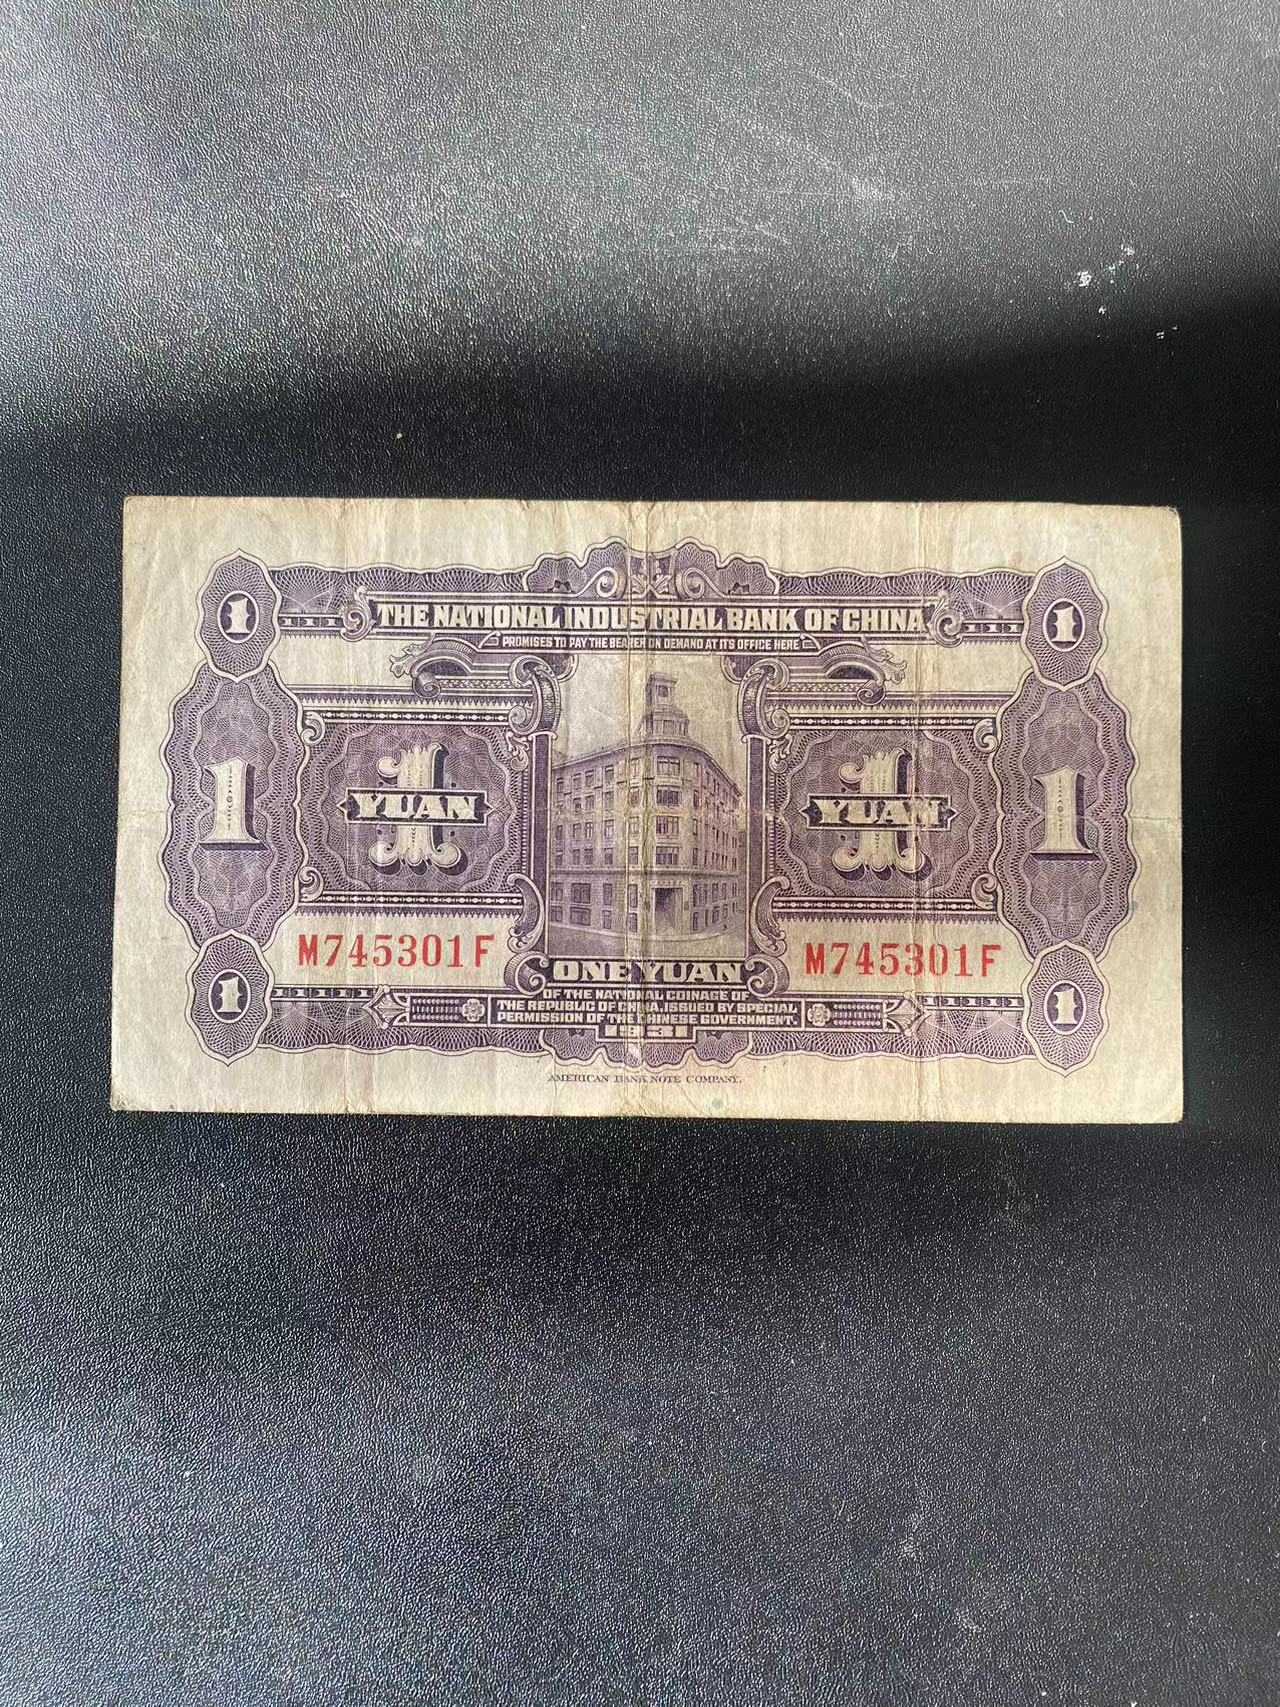 1 1
THE NATIONAL INDUSTRIAL BANK OF CHINA
PROMISES TO PAY THE BEARER ON DEMAND AT ITS OFFICE HERE
1 1 YUAN 1 YUAN 1
M745301F M745301F
1 ONE YUAN 1
OF THE NATIONAL COINAGE OF
THE REPUBLIC OF CHINA. ISSUED BY SPECIAL
PERMISSION OF THE CHINESE GOVERNMENT.
1931
AMERICAN BANK NOTE COMPANY.